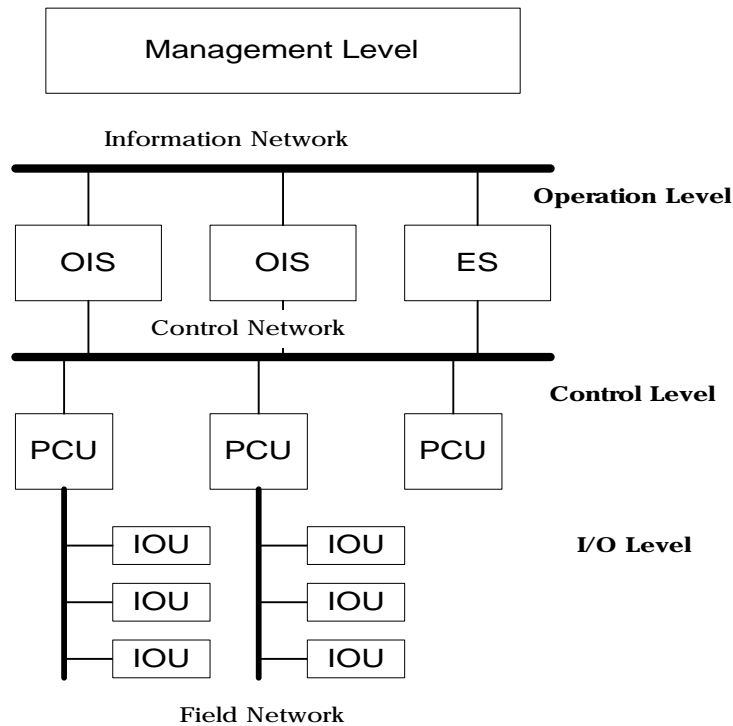 Management Level
Information Network
Operation Level
OIS OIS ES
Control Network
Control Level
PCU PCU PCU
IOU IOU
I/O Level
IOU IOU
IOU IOU
Field Network